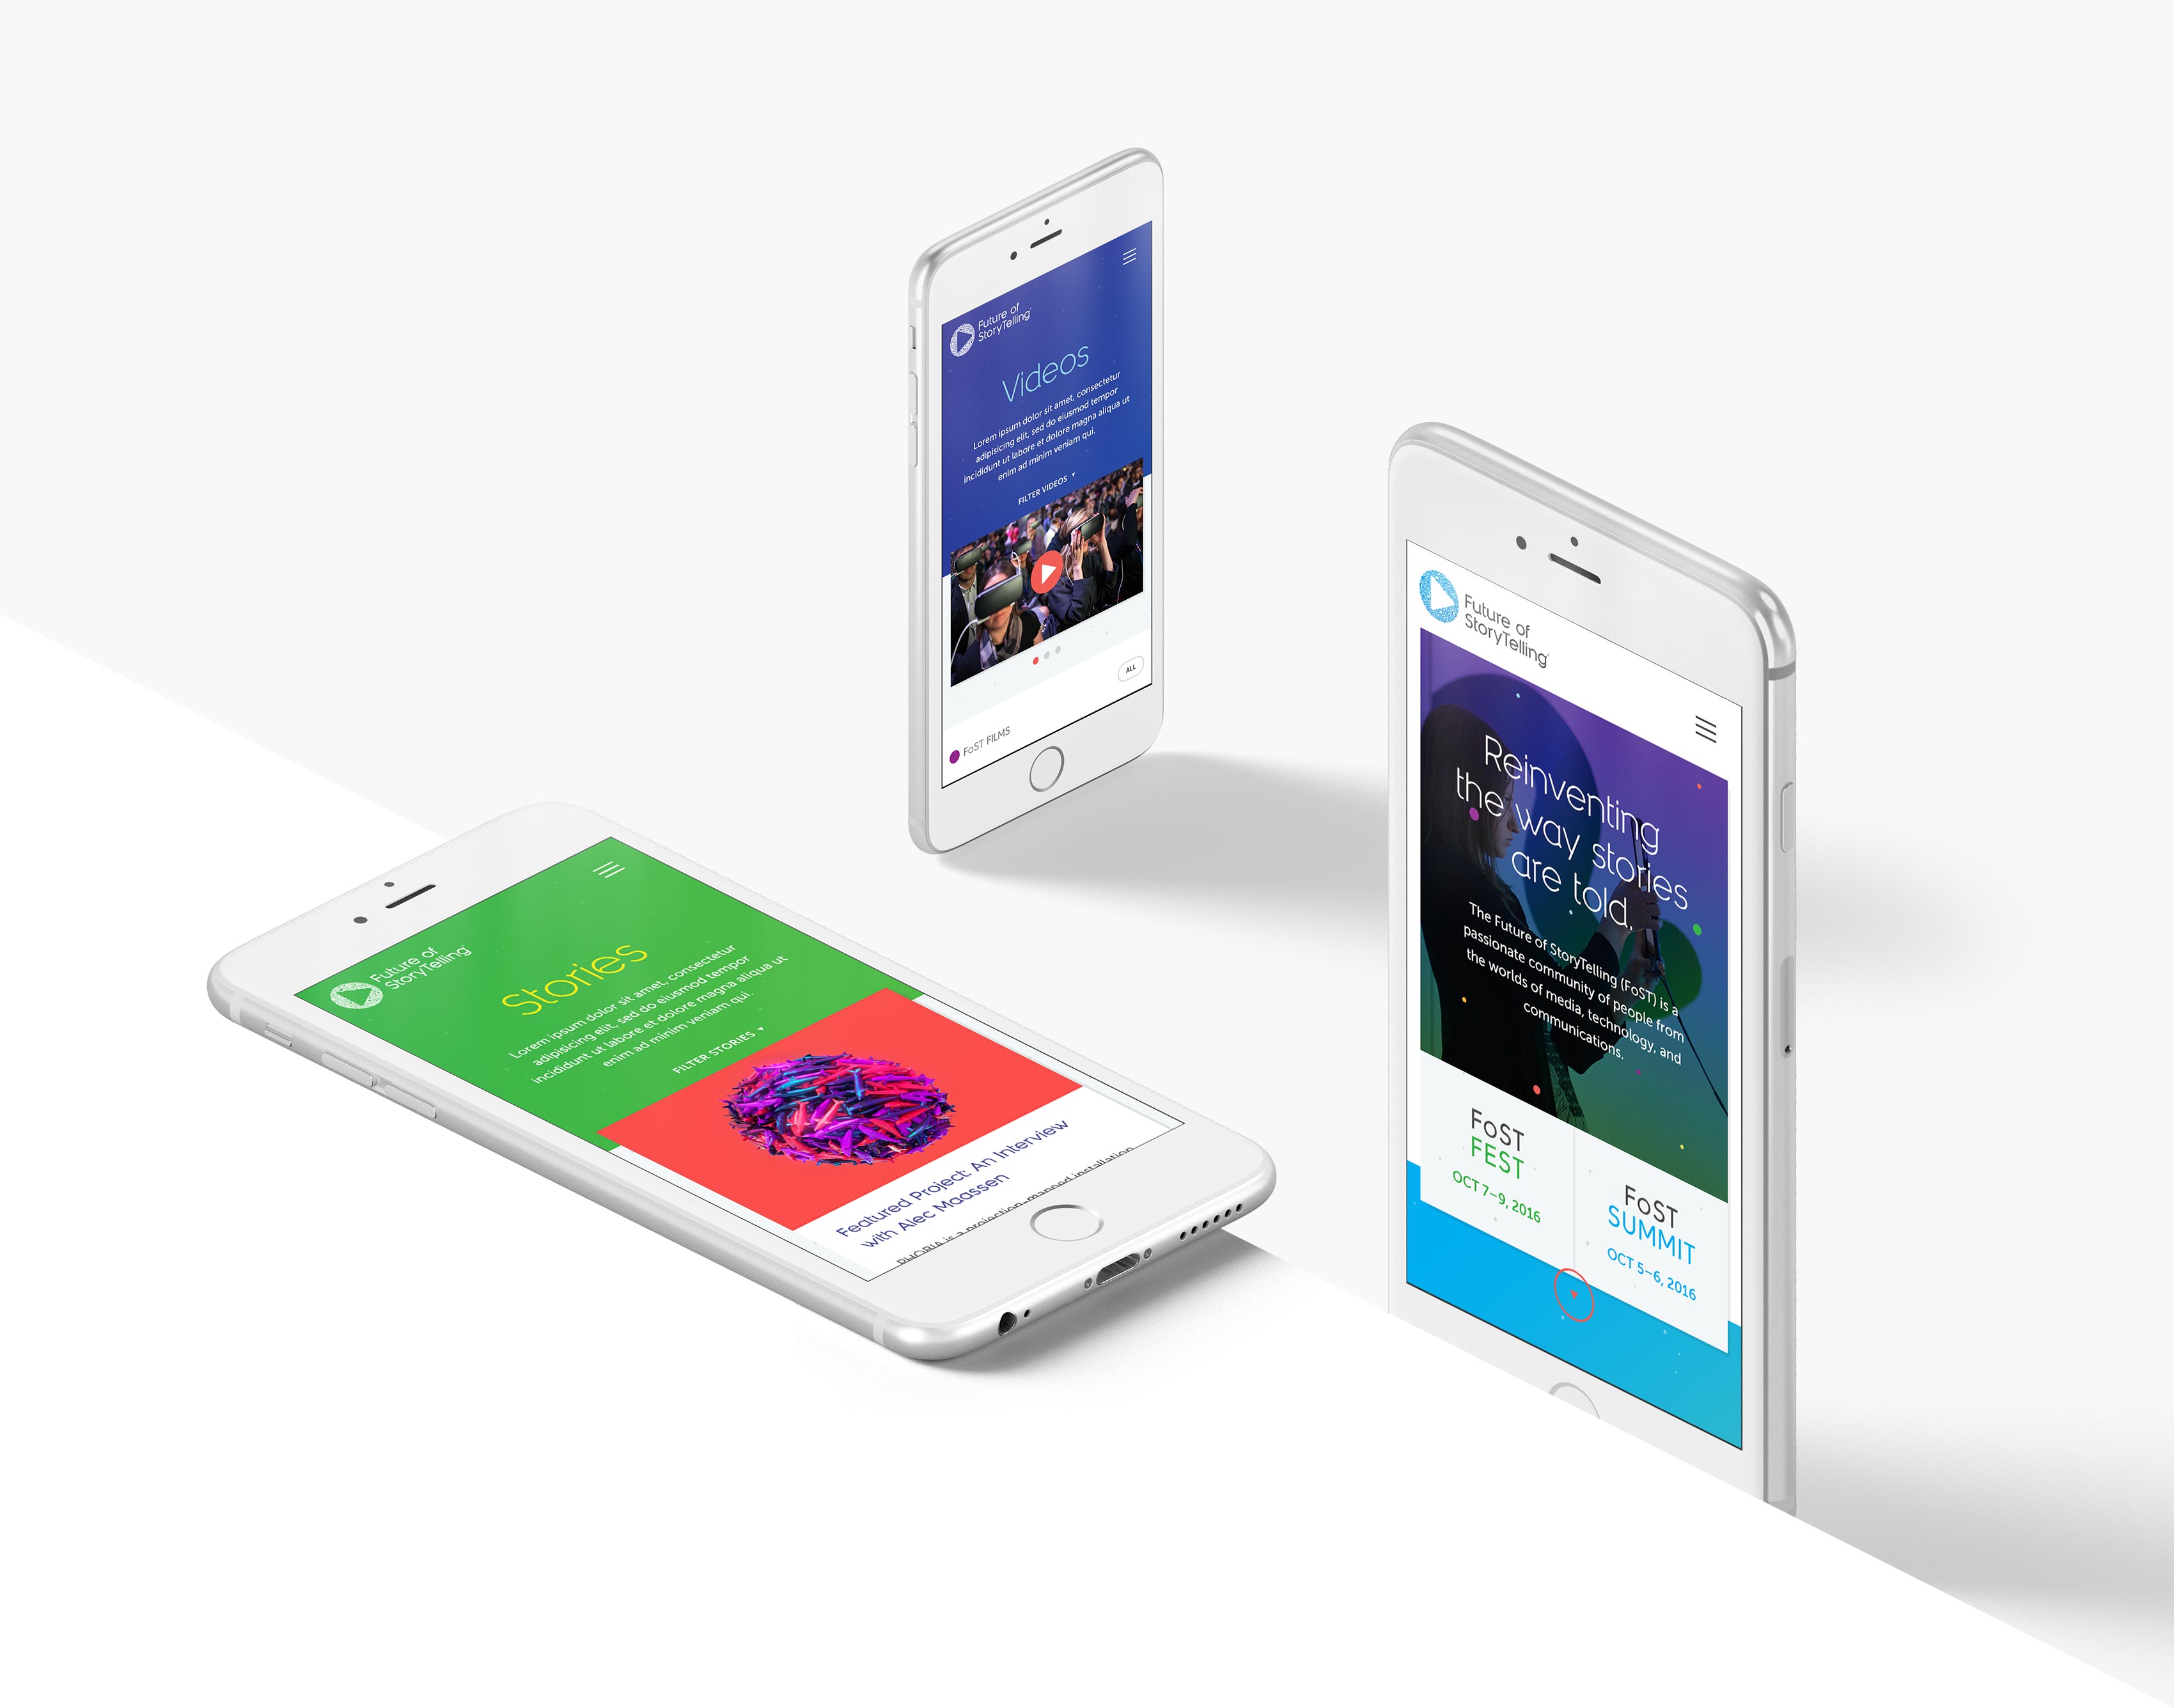 Future of
StoryTelling
Videos
Lorem ipsum dolor sit amet, consectetur
adipisicing elit, sed do eiusmod tempor
incididunt ut labore et dolore magna aliqua ut
enim ad minim veniam qui.
FILTER VIDEOS
ALL
FoST FILMS
Future of
StoryTelling
Stories
Lorem ipsum dolor sit amet, consectetur
adipisicing elit, sed do eiusmod tempor
incididunt ut labore et dolore magna aliqua ut
enim ad minim veniam qui.
FILTER STORIES
Featured Project: An Interview
with Alec Maassen
PHORIA is a projection-mapped installation
Future of
StoryTelling
Reinventing
the way stories
are told.
The Future of StoryTelling (FoST) is a
passionate community of people from
the worlds of media, technology, and
communications.
FoST
FEST
OCT 7–9, 2016
FoST
SUMMIT
OCT 5–6, 2016